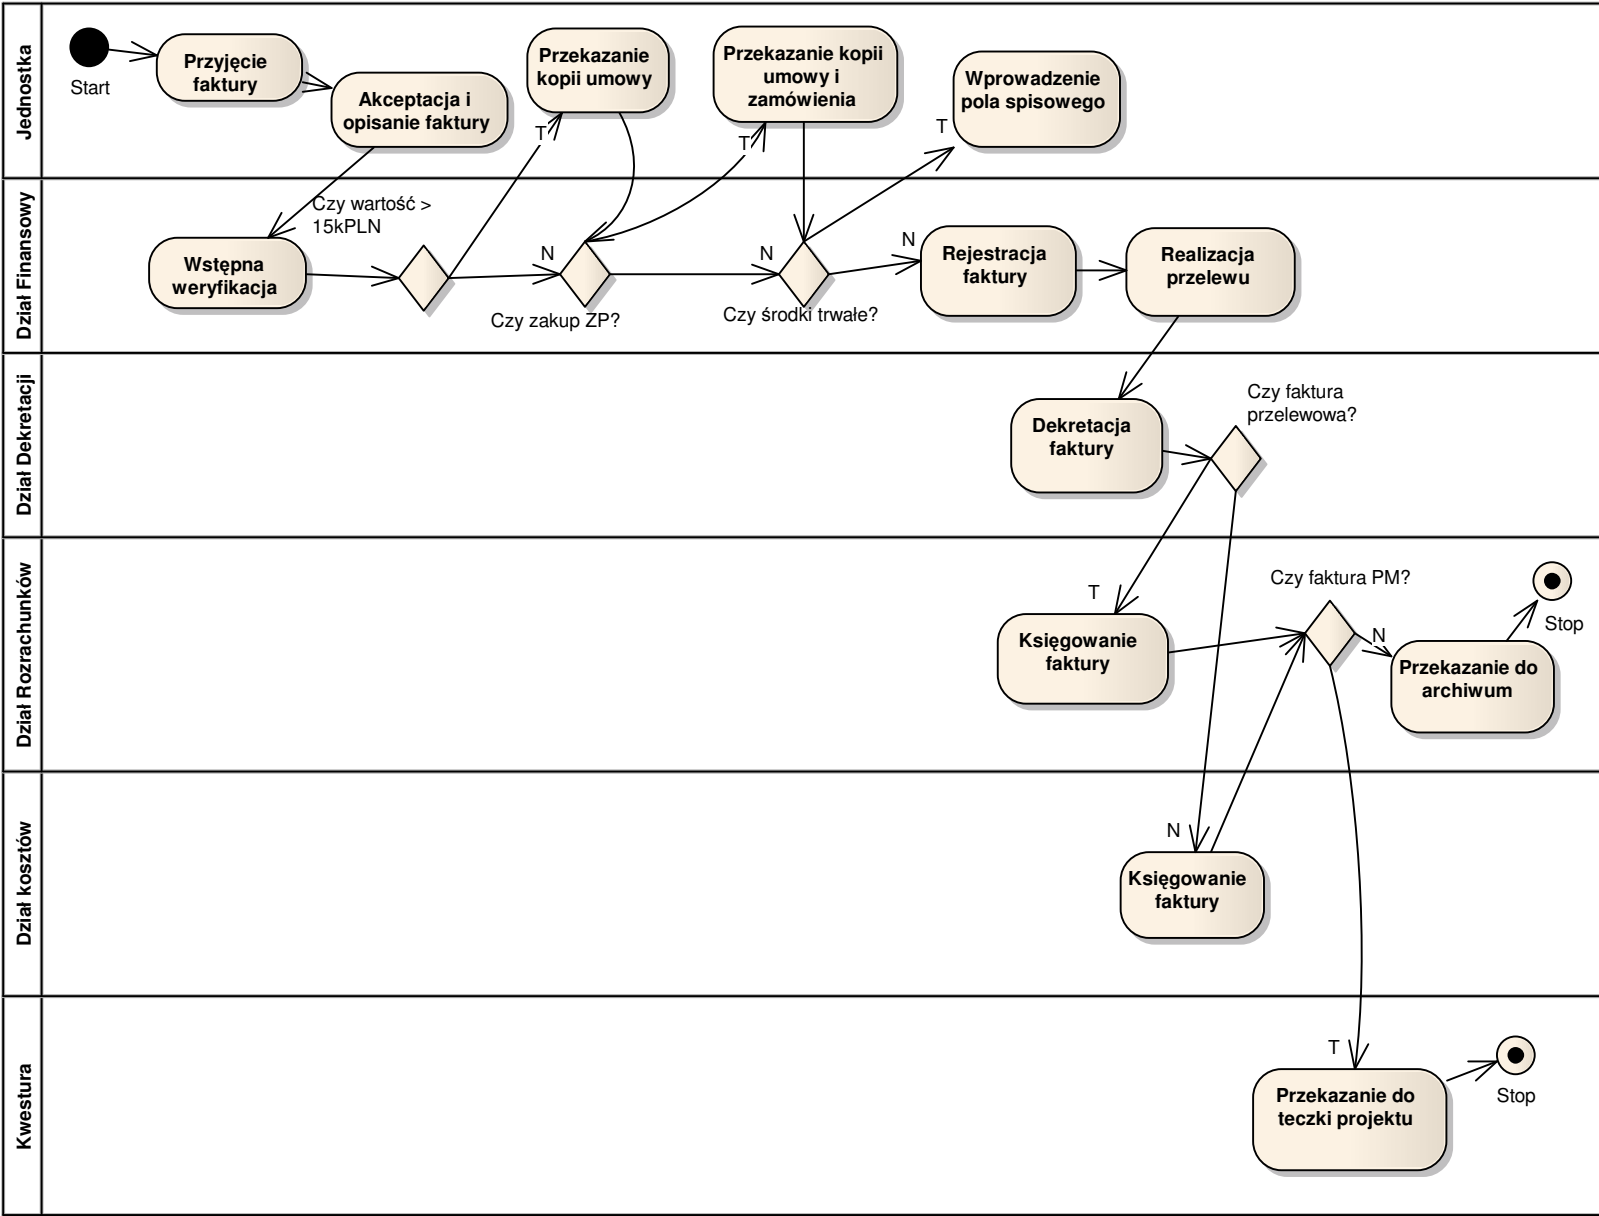 Jednostka
Start
Przyjęcie
faktury
Akceptacja i
opisanie faktury
Przekazanie
kopii umowy
T
Przekazanie kopii
umowy i
zamówienia
T
Wprowadzenie
pola spisowego
T
Dział Finansowy
Czy wartość >
15kPLN
Wstępna
weryfikacja
N
Czy zakup ZP?
N
Czy środki trwałe?
N
Rejestracja
faktury
Realizacja
przelewu
Dział Dekretacji
Dekretacja
faktury
Czy faktura
przelewowa?
Dział Rozrachunków
T
Księgowanie
faktury
Czy faktura PM?
N
Przekazanie do
archiwum
Stop
Dział kosztów
N
Księgowanie
faktury
Kwestura
T
Przekazanie do
teczki projektu
Stop